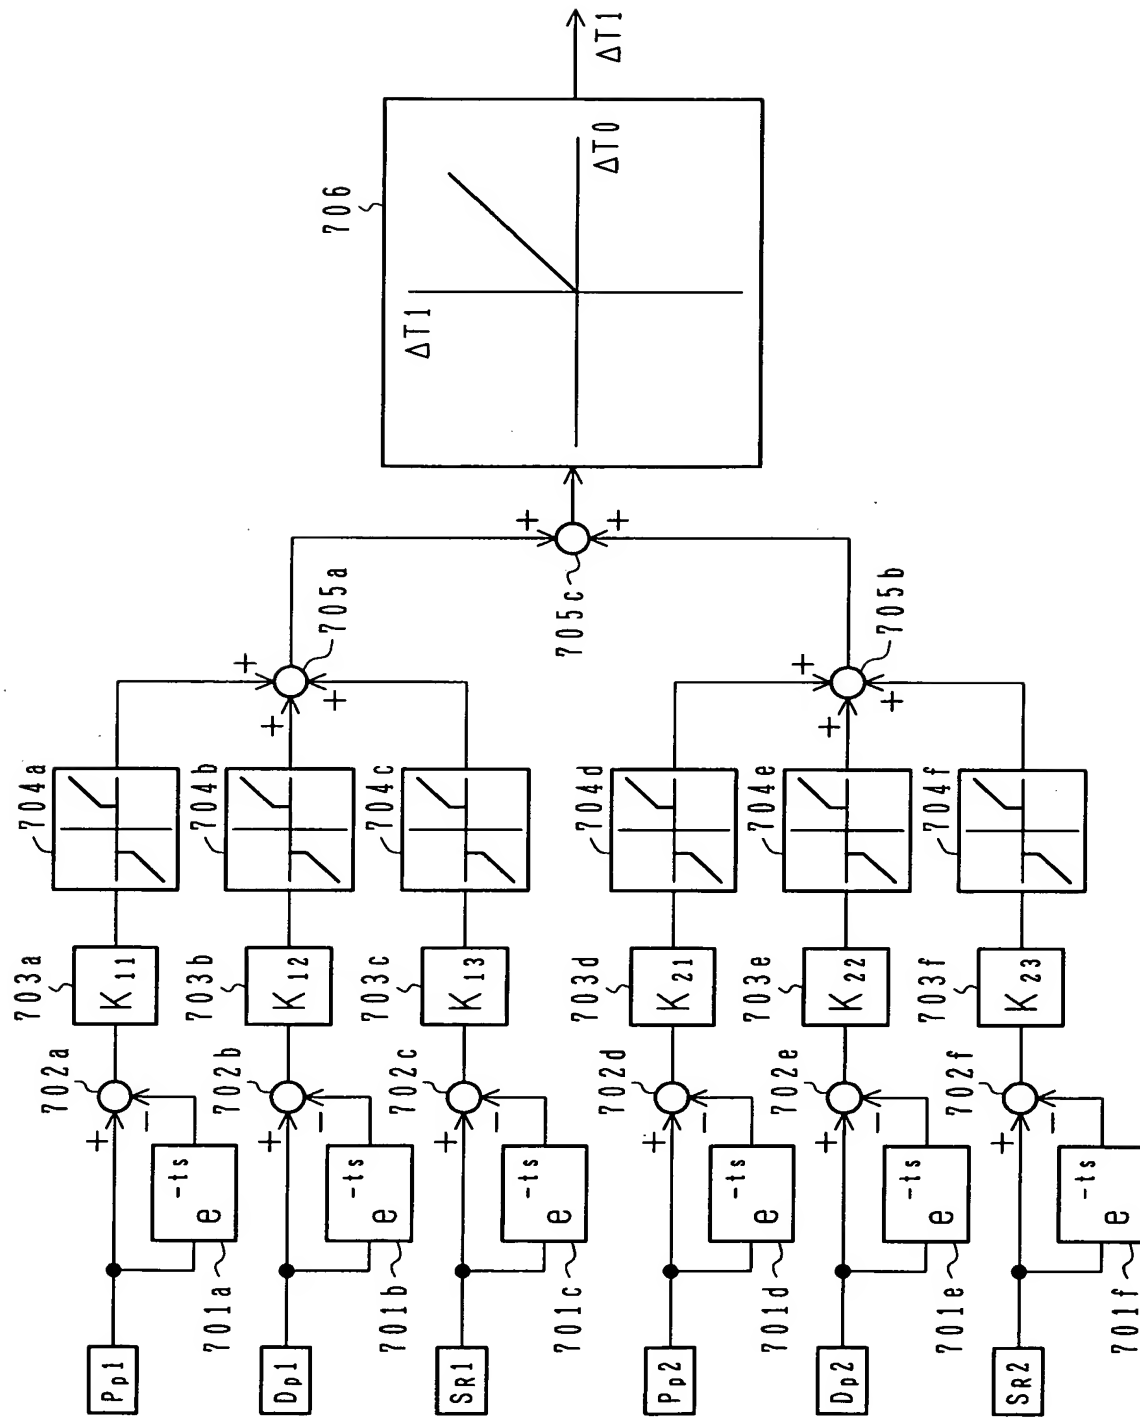 Pp1
701a
e-ts
+
-
702a
703a
K11
704a
Dp1
701b
e-ts
+
-
702b
703b
K12
704b
SR1
701c
e-ts
+
-
702c
703c
K13
704c
+
+
+
705a
Pp2
701d
e-ts
+
-
702d
703d
K21
704d
Dp2
701e
e-ts
+
-
702e
703e
K22
704e
SR2
701f
e-ts
+
-
702f
703f
K23
704f
+
+
+
705b
+
+
705c
706
ΔT1
ΔT0
ΔT1